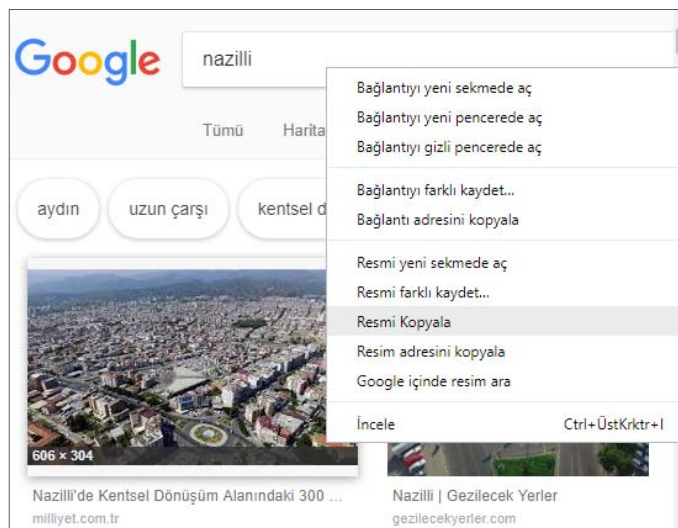 Google
nazilli
Tümü Harita
Bağlantıyı yeni sekmede aç
Bağlantıyı yeni pencerede aç
Bağlantıyı gizli pencerede aç
Bağlantıyı farklı kaydet...
Bağlantı adresini kopyala
Resmi yeni sekmede aç
Resmi farklı kaydet...
Resmi Kopyala
Resim adresini kopyala
Google içinde resim ara
İncele Ctrl+ÜstKrktr+I
aydın uzun çarşı kentsel d
606 × 304
Nazilli'de Kentsel Dönüşüm Alanındaki 300 ...
milliyet.com.tr
Nazilli | Gezilecek Yerler
gezilecekyerler.com